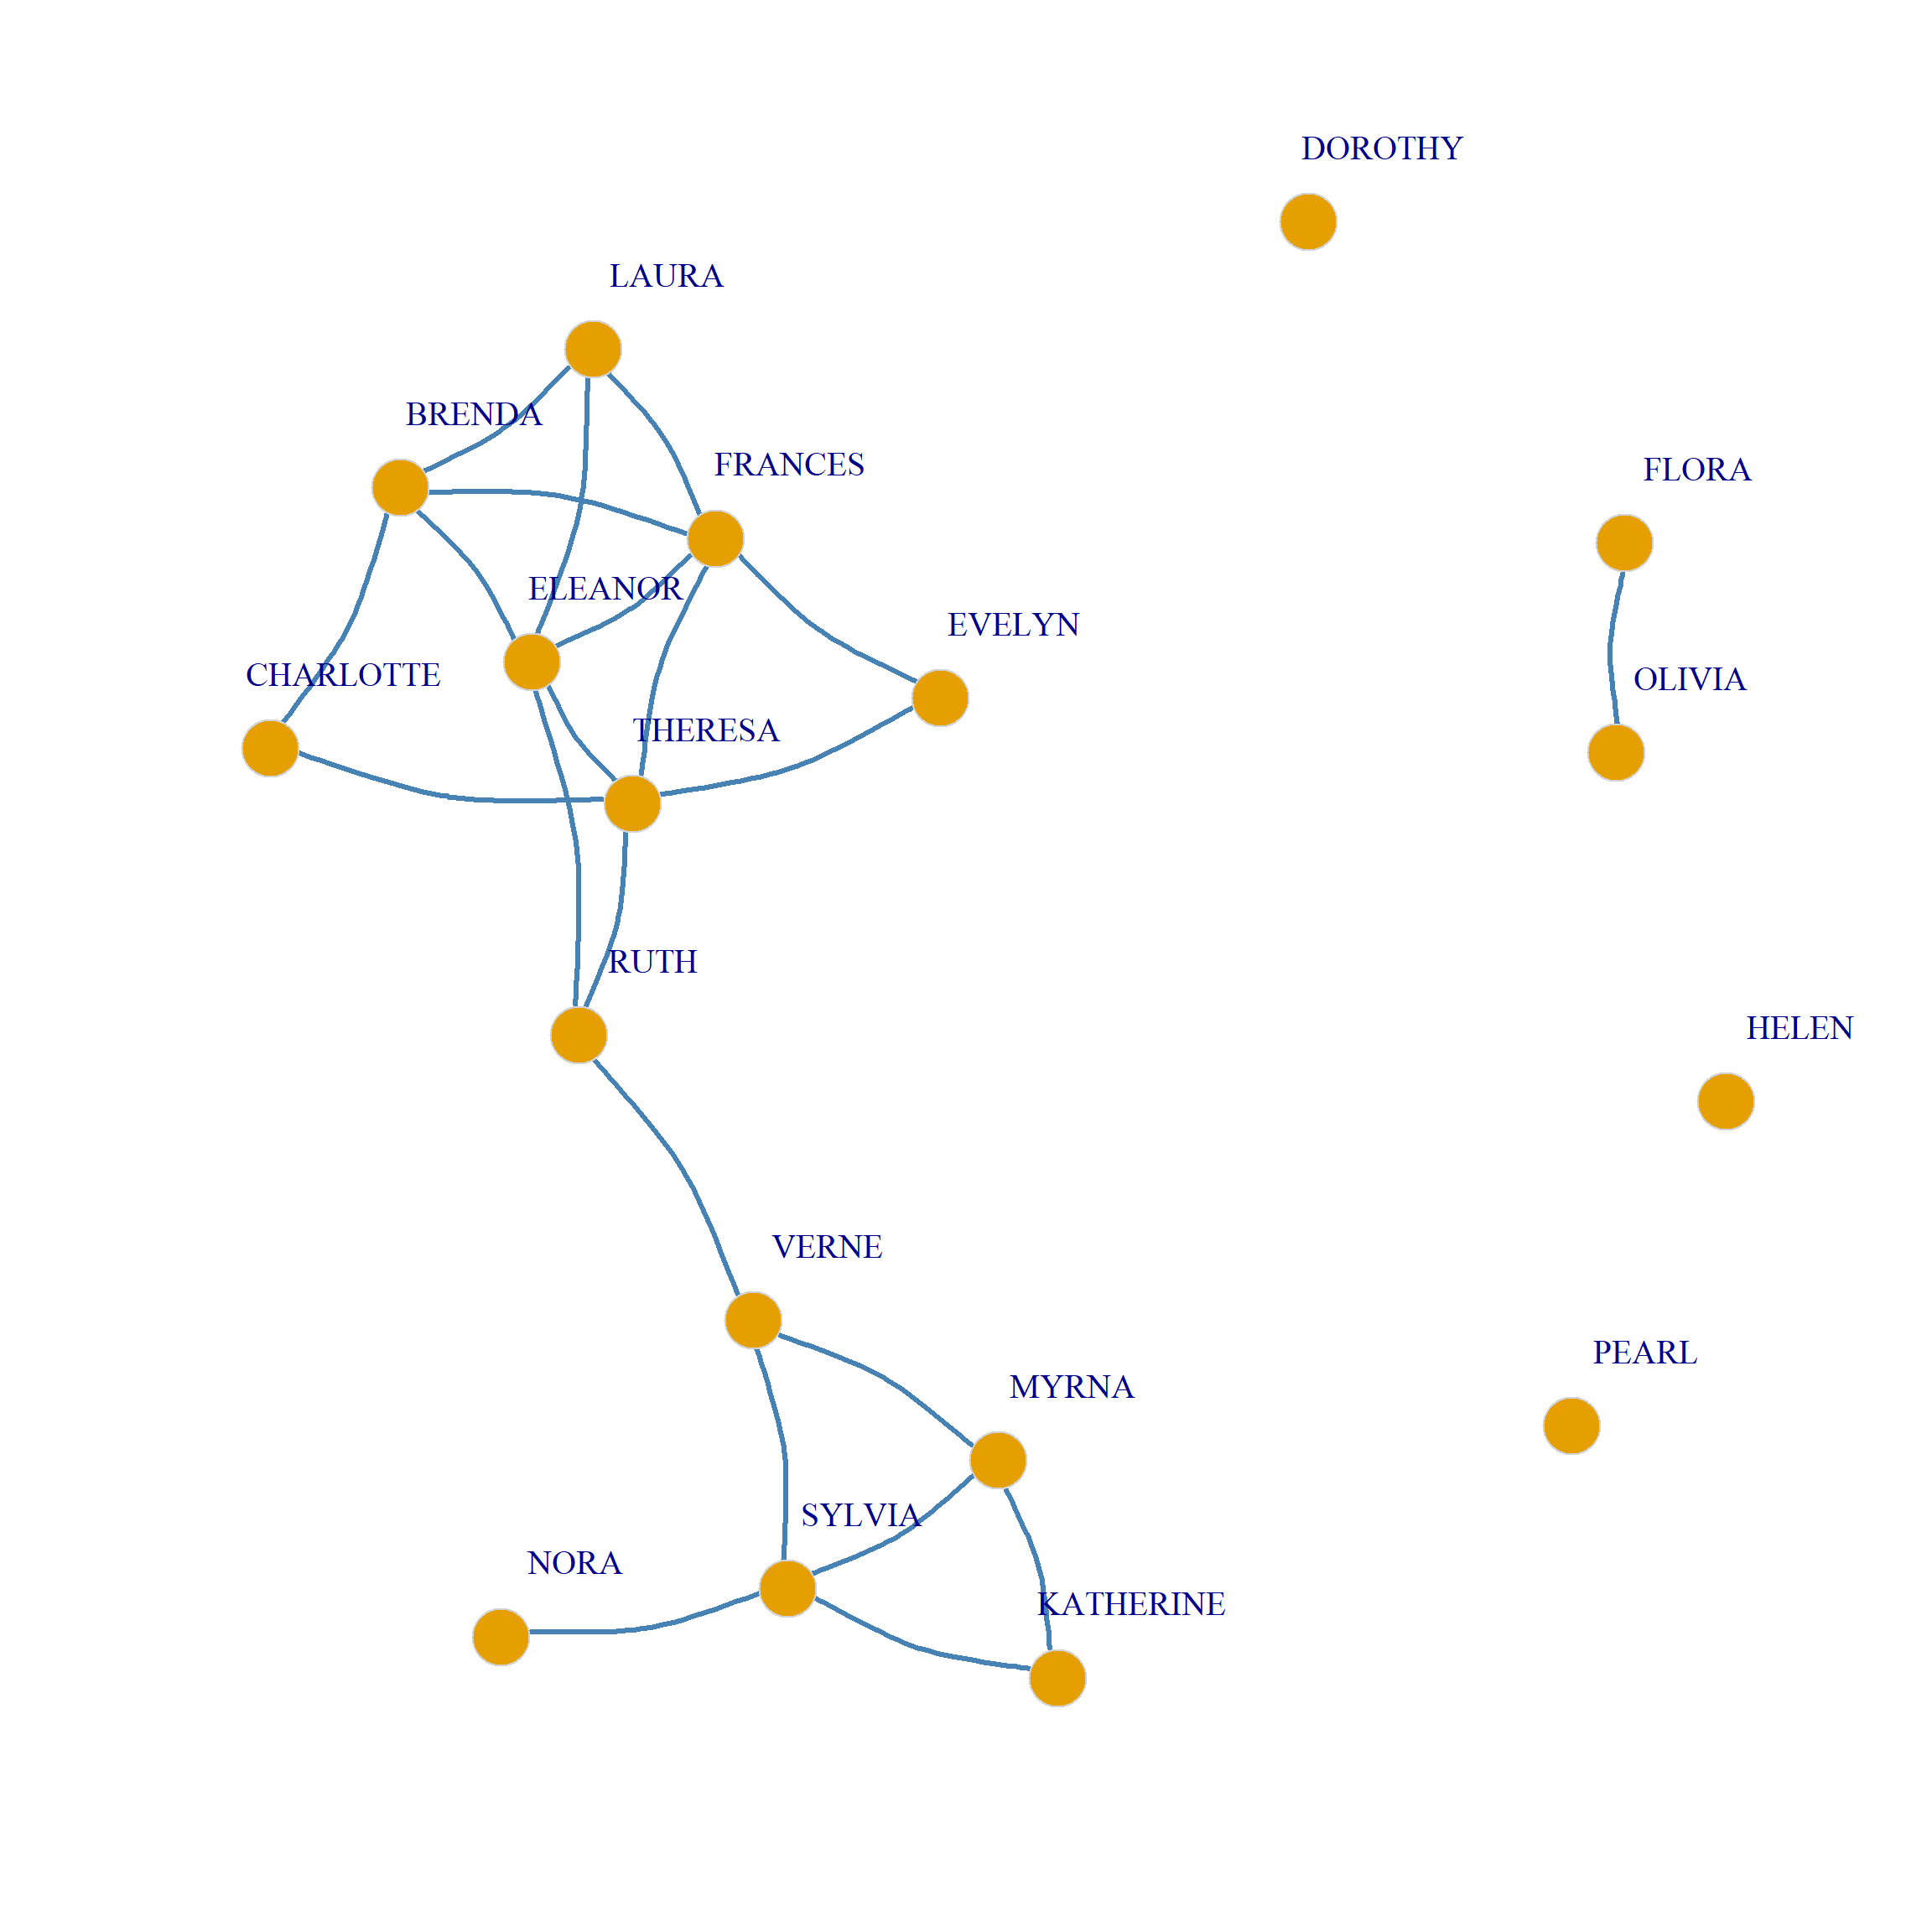 DOROTHY
LAURA
BRENDA
FRANCES
FLORA
ELEANOR
EVELYN
CHARLOTTE
OLIVIA
THERESA
RUTH
HELEN
VERNE
PEARL
MYRNA
SYLVIA
NORA
KATHERINE